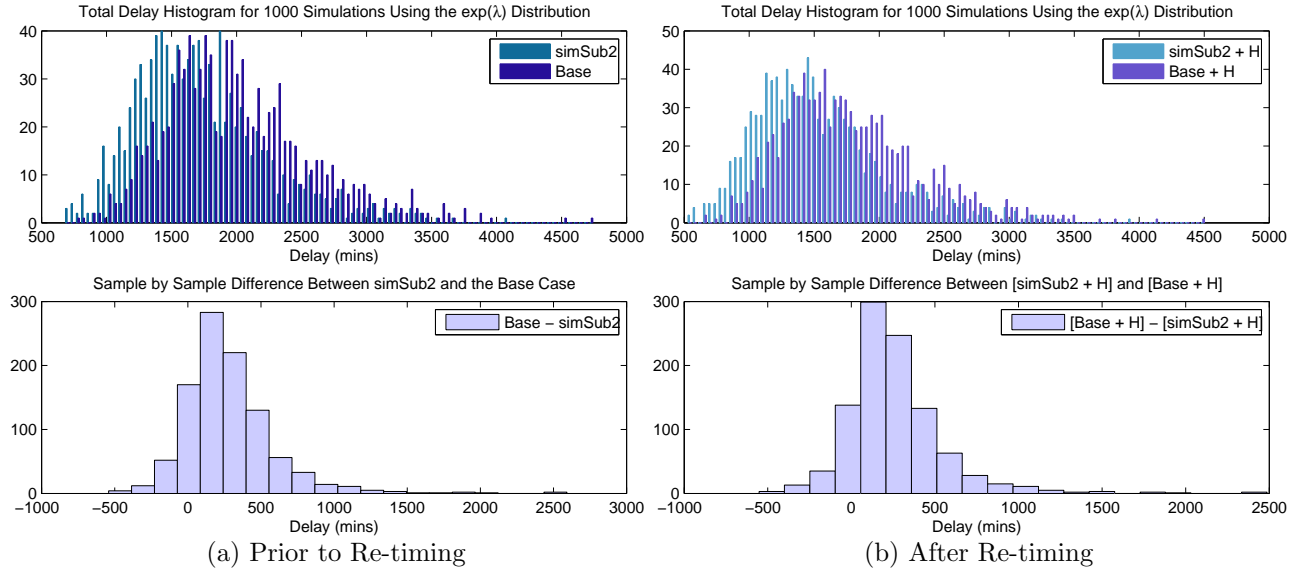 Total Delay Histogram for 1000 Simulations Using the exp(λ) Distribution
40
30
20
10
0
simSub2
Base
500 1000 1500 2000 2500 3000 3500 4000 4500 5000
Delay (mins)
Sample by Sample Difference Between simSub2 and the Base Case
300
200
100
0
Base − simSub2
−1000 −500 0 500 1000 1500 2000 2500 3000
Delay (mins)
(a) Prior to Re-timing
Total Delay Histogram for 1000 Simulations Using the exp(λ) Distribution
50
40
30
20
10
0
simSub2 + H
Base + H
500 1000 1500 2000 2500 3000 3500 4000 4500 5000
Delay (mins)
Sample by Sample Difference Between [simSub2 + H] and [Base + H]
300
200
100
0
[Base + H] − [simSub2 + H]
−1000 −500 0 500 1000 1500 2000 2500
Delay (mins)
(b) After Re-timing